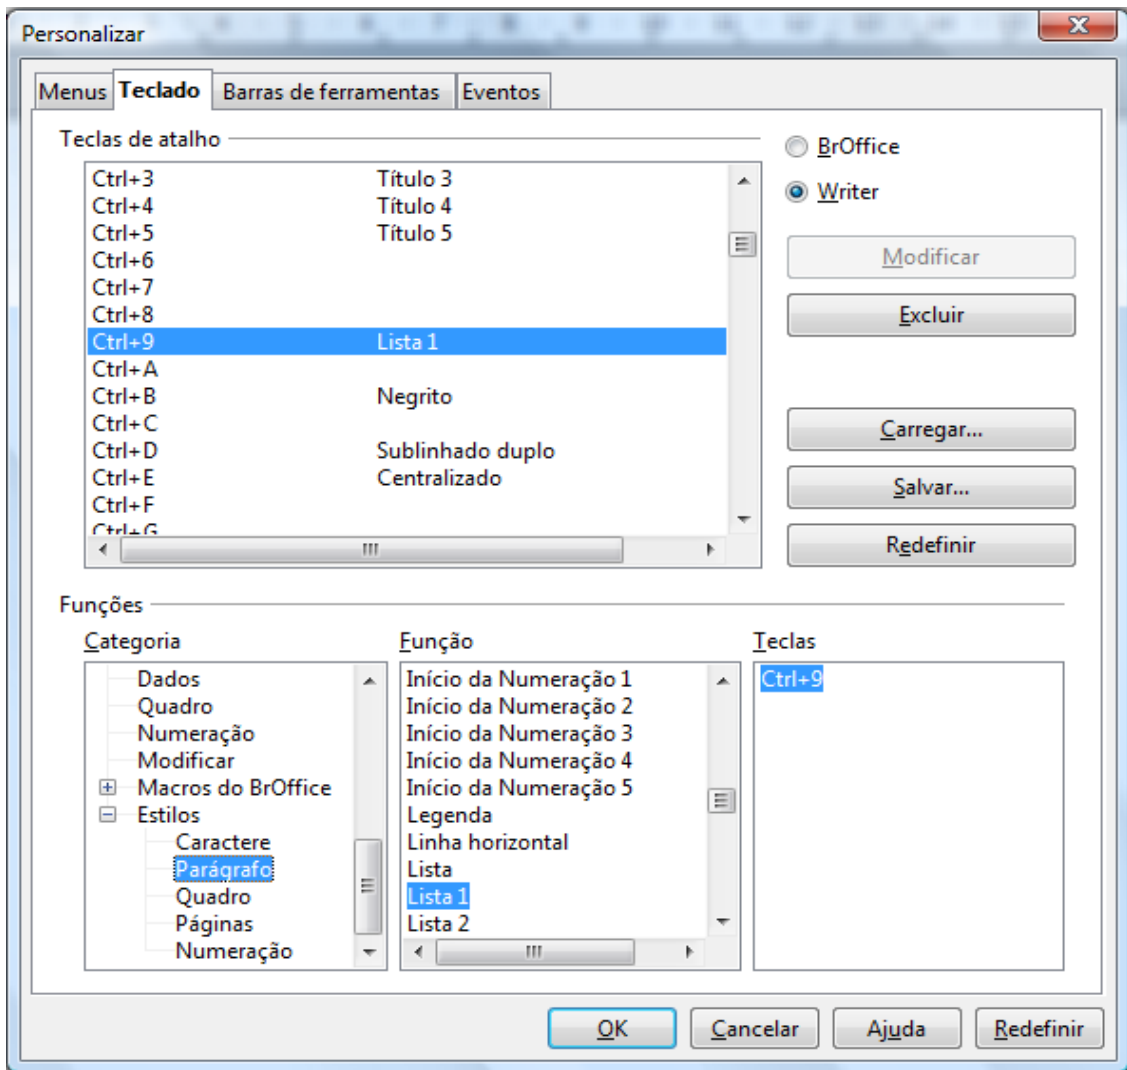 Personalizar
Menus Teclado Barras de ferramentas Eventos
Teclas de atalho
Ctrl+3 Título 3
Ctrl+4 Título 4
Ctrl+5 Título 5
Ctrl+6
Ctrl+7
Ctrl+8
Ctrl+9 Lista 1
Ctrl+A
Ctrl+B Negrito
Ctrl+C
Ctrl+D Sublinhado duplo
Ctrl+E Centralizado
Ctrl+F
Ctrl+G
BrOffice
Writer
Modificar
Excluir
Carregar...
Salvar...
Redefinir
Funções
Categoria
Dados
Quadro
Numeração
Modificar
Macros do BrOffice
Estilos
Caractere
Parágrafo
Quadro
Páginas
Numeração
Função
Início da Numeração 1
Início da Numeração 2
Início da Numeração 3
Início da Numeração 4
Início da Numeração 5
Legenda
Linha horizontal
Lista
Lista 1
Lista 2
Teclas
Ctrl+9
OK Cancelar Ajuda Redefinir